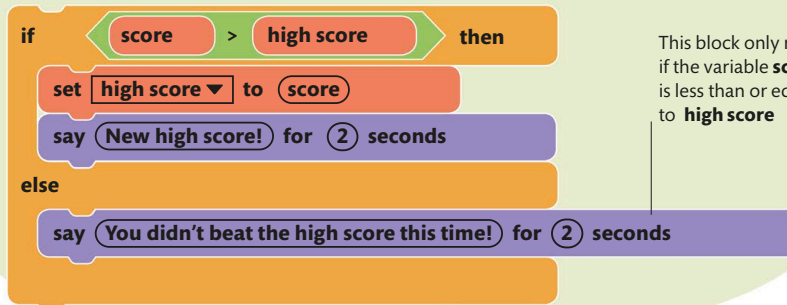 if score > high score then
set high score ▼ to score
say New high score! for 2 seconds
else
say You didn't beat the high score this time! for 2 seconds
This block only
if the variable
is less than or
to high score